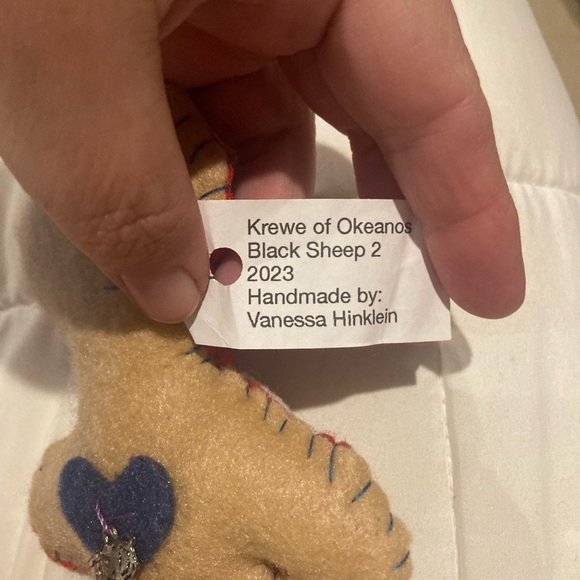 Krewe of Okeanos
Black Sheep 2
2023
Handmade by:
Vanessa Hinklein